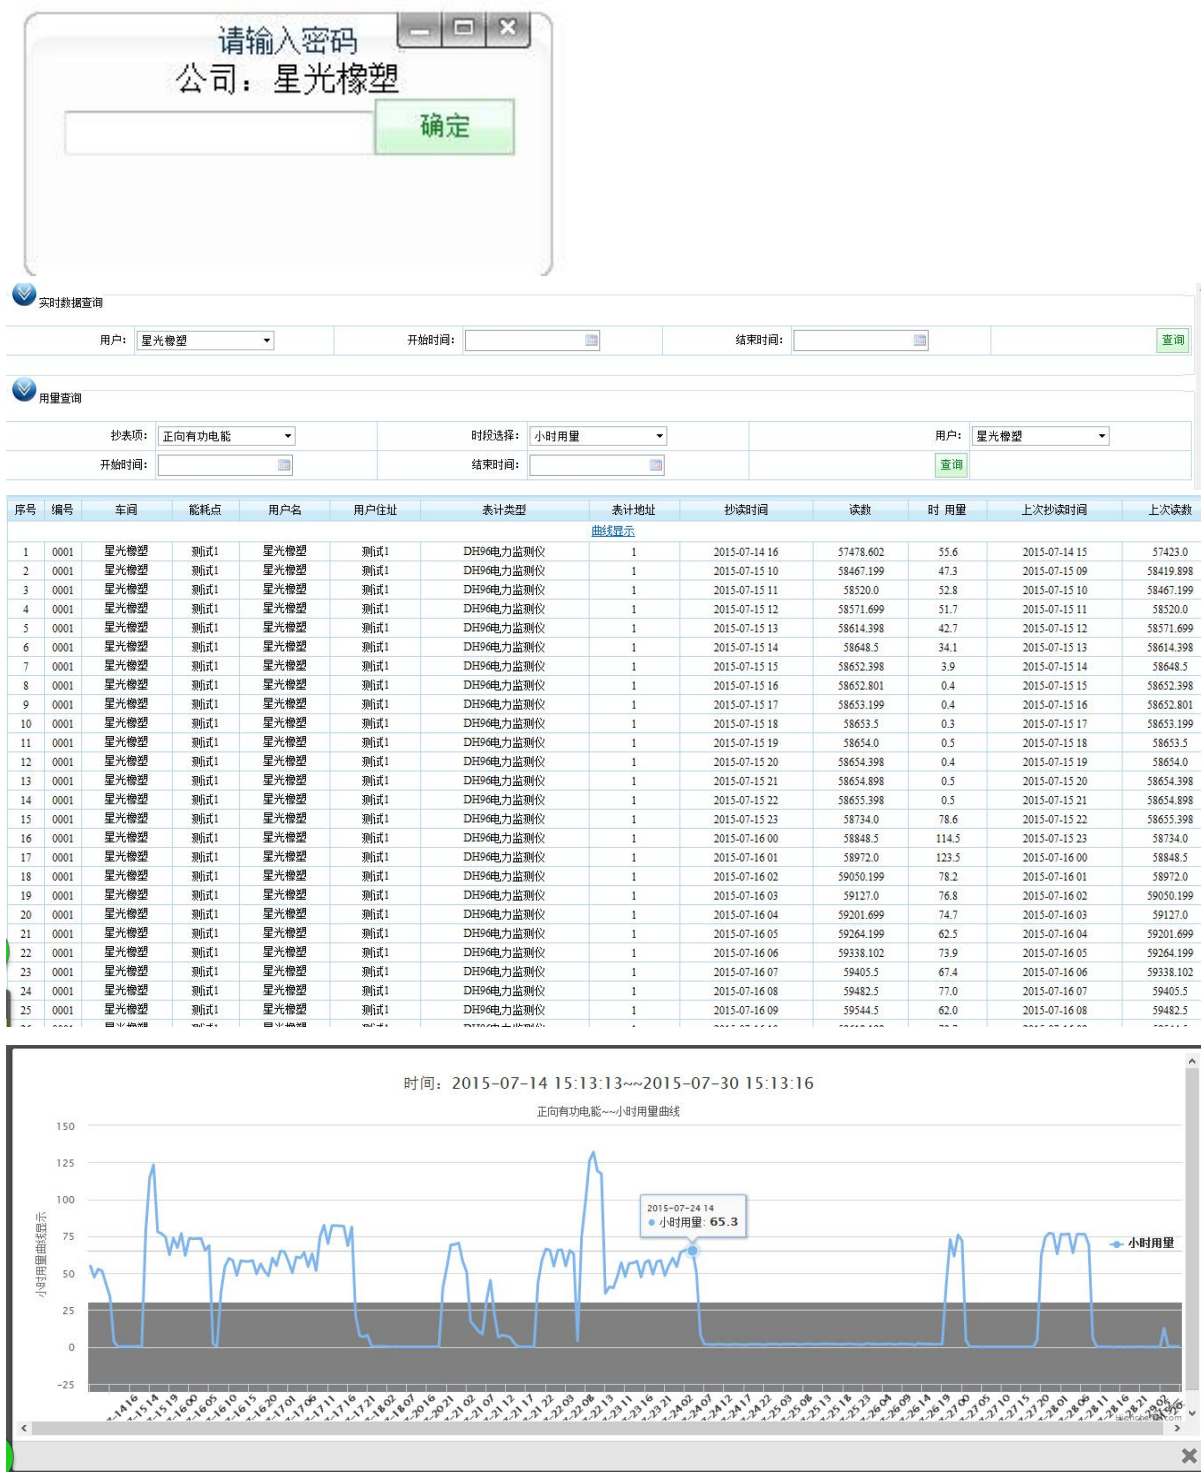 请输入密码
公司：星光橡塑
确定
实时数据查询
用户： 星光橡塑 开始时间： 结束时间： 查询
用量查询
抄表项： 正向有功电能 时段选择： 小时用量 用户： 星光橡塑
开始时间： 结束时间： 查询
序号 编号 车间 能耗点 用户名 用户住址 表计类型 表计地址 抄读时间 读数 时 用量 上次抄读时间 上次读数
曲线显示
1 0001 星光橡塑 测试1 星光橡塑 测试1 DH96电力监测仪 1 2015-07-14 16 57478.602 55.6 2015-07-14 15 57423.0
2 0001 星光橡塑 测试1 星光橡塑 测试1 DH96电力监测仪 1 2015-07-15 10 58467.199 47.3 2015-07-15 09 58419.898
3 0001 星光橡塑 测试1 星光橡塑 测试1 DH96电力监测仪 1 2015-07-15 11 58520.0 52.8 2015-07-15 10 58467.199
4 0001 星光橡塑 测试1 星光橡塑 测试1 DH96电力监测仪 1 2015-07-15 12 58571.699 51.7 2015-07-15 11 58520.0
5 0001 星光橡塑 测试1 星光橡塑 测试1 DH96电力监测仪 1 2015-07-15 13 58614.398 42.7 2015-07-15 12 58571.699
6 0001 星光橡塑 测试1 星光橡塑 测试1 DH96电力监测仪 1 2015-07-15 14 58648.5 34.1 2015-07-15 13 58614.398
7 0001 星光橡塑 测试1 星光橡塑 测试1 DH96电力监测仪 1 2015-07-15 15 58652.398 3.9 2015-07-15 14 58648.5
8 0001 星光橡塑 测试1 星光橡塑 测试1 DH96电力监测仪 1 2015-07-15 16 58652.801 0.4 2015-07-15 15 58652.398
9 0001 星光橡塑 测试1 星光橡塑 测试1 DH96电力监测仪 1 2015-07-15 17 58653.199 0.4 2015-07-15 16 58652.801
10 0001 星光橡塑 测试1 星光橡塑 测试1 DH96电力监测仪 1 2015-07-15 18 58653.5 0.3 2015-07-15 17 58653.199
11 0001 星光橡塑 测试1 星光橡塑 测试1 DH96电力监测仪 1 2015-07-15 19 58654.0 0.5 2015-07-15 18 58653.5
12 0001 星光橡塑 测试1 星光橡塑 测试1 DH96电力监测仪 1 2015-07-15 20 58654.398 0.4 2015-07-15 19 58654.0
13 0001 星光橡塑 测试1 星光橡塑 测试1 DH96电力监测仪 1 2015-07-15 21 58654.898 0.5 2015-07-15 20 58654.398
14 0001 星光橡塑 测试1 星光橡塑 测试1 DH96电力监测仪 1 2015-07-15 22 58655.398 0.5 2015-07-15 21 58654.898
15 0001 星光橡塑 测试1 星光橡塑 测试1 DH96电力监测仪 1 2015-07-15 23 58734.0 78.6 2015-07-15 22 58655.398
16 0001 星光橡塑 测试1 星光橡塑 测试1 DH96电力监测仪 1 2015-07-16 00 58848.5 114.5 2015-07-15 23 58734.0
17 0001 星光橡塑 测试1 星光橡塑 测试1 DH96电力监测仪 1 2015-07-16 01 58972.0 123.5 2015-07-16 00 58848.5
18 0001 星光橡塑 测试1 星光橡塑 测试1 DH96电力监测仪 1 2015-07-16 02 59050.199 78.2 2015-07-16 01 58972.0
19 0001 星光橡塑 测试1 星光橡塑 测试1 DH96电力监测仪 1 2015-07-16 03 59127.0 76.8 2015-07-16 02 59050.199
20 0001 星光橡塑 测试1 星光橡塑 测试1 DH96电力监测仪 1 2015-07-16 04 59201.699 74.7 2015-07-16 03 59127.0
21 0001 星光橡塑 测试1 星光橡塑 测试1 DH96电力监测仪 1 2015-07-16 05 59264.199 62.5 2015-07-16 04 59201.699
22 0001 星光橡塑 测试1 星光橡塑 测试1 DH96电力监测仪 1 2015-07-16 06 59338.102 73.9 2015-07-16 05 59264.199
23 0001 星光橡塑 测试1 星光橡塑 测试1 DH96电力监测仪 1 2015-07-16 07 59405.5 67.4 2015-07-16 06 59338.102
24 0001 星光橡塑 测试1 星光橡塑 测试1 DH96电力监测仪 1 2015-07-16 08 59482.5 77.0 2015-07-16 07 59405.5
25 0001 星光橡塑 测试1 星光橡塑 测试1 DH96电力监测仪 1 2015-07-16 09 59544.5 62.0 2015-07-16 08 59482.5
时间：2015-07-14 15:13:13~~2015-07-30 15:13:16
正向有功电能~~小时用量曲线
150
125
100
75
50
25
0
-25
小时用量曲线显示
2015-07-24 14
小时用量: 65.3
小时用量